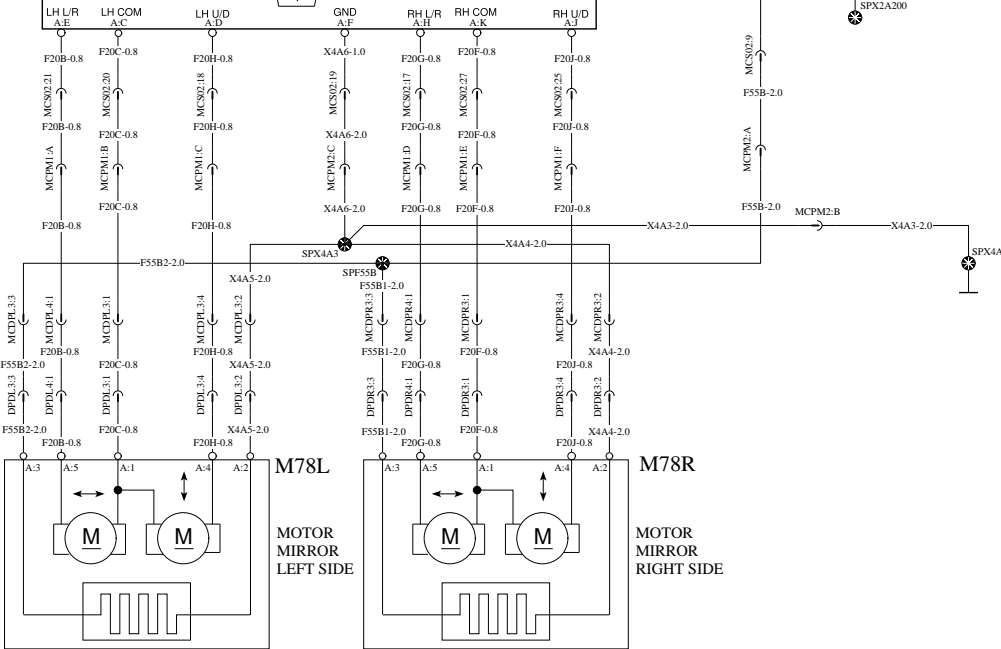 SPX2A200
LH L/R LH COM LH U/D GND RH L/R RH COM RH U/D
A:E A:C A:D A:F A:H A:K A:J
F20B-0.8 F20C-0.8 F20H-0.8 X4A6-1.0 F20G-0.8 F20F-0.8 F20J-0.8
MCS02:21 MCS02:20 MCS02:18 MCS02:19 MCS02:17 MCS02:27 MCS02:25 MCS02:9
F55B-2.0
F20B-0.8 F20C-0.8 F20H-0.8 X4A6-2.0 F20G-0.8 F20F-0.8 F20J-0.8
MCPM1:A MCPM1:B MCPM1:C MCPM2:C MCPM1:D MCPM1:E MCPM1:F MCPM2:A
F20C-0.8 X4A6-2.0 F20G-0.8 F20F-0.8 F20J-0.8 F55B-2.0 MCPM2:B
F20B-0.8 F20H-0.8 X4A3-2.0 X4A3-2.0
SPX4A3 X4A4-2.0 SPX4A
F55B2-2.0 SPF55B
X4A5-2.0 F55B1-2.0
MCDPL3:3 MCDPL4:1 MCDPL3:1 MCDPL3:4 MCDPL3:2 MCDPR3:3 MCDPR4:1 MCDPR3:1 MCDPR3:4 MCDPR3:2
F20B-0.8 F20H-0.8 F55B1-2.0 F20F-0.8 X4A4-2.0
F55B2-2.0 F20C-0.8 X4A5-2.0 F20G-0.8 F20J-0.8
DPDL3:3 DPDL4:1 DPDL3:1 DPDL3:4 DPDL3:2 DPDR3:3 DPDR4:1 DPDR3:1 DPDR3:4 DPDR3:2
F55B2-2.0 F20C-0.8 X4A5-2.0 F55B1-2.0 F20F-0.8 X4A4-2.0
F20B-0.8 F20H-0.8 F20G-0.8 F20J-0.8
A:3 A:5 A:1 A:4 A:2 M78L A:3 A:5 A:1 A:4 A:2 M78R
M M M M
MOTOR
MIRROR
LEFT SIDE
MOTOR
MIRROR
RIGHT SIDE